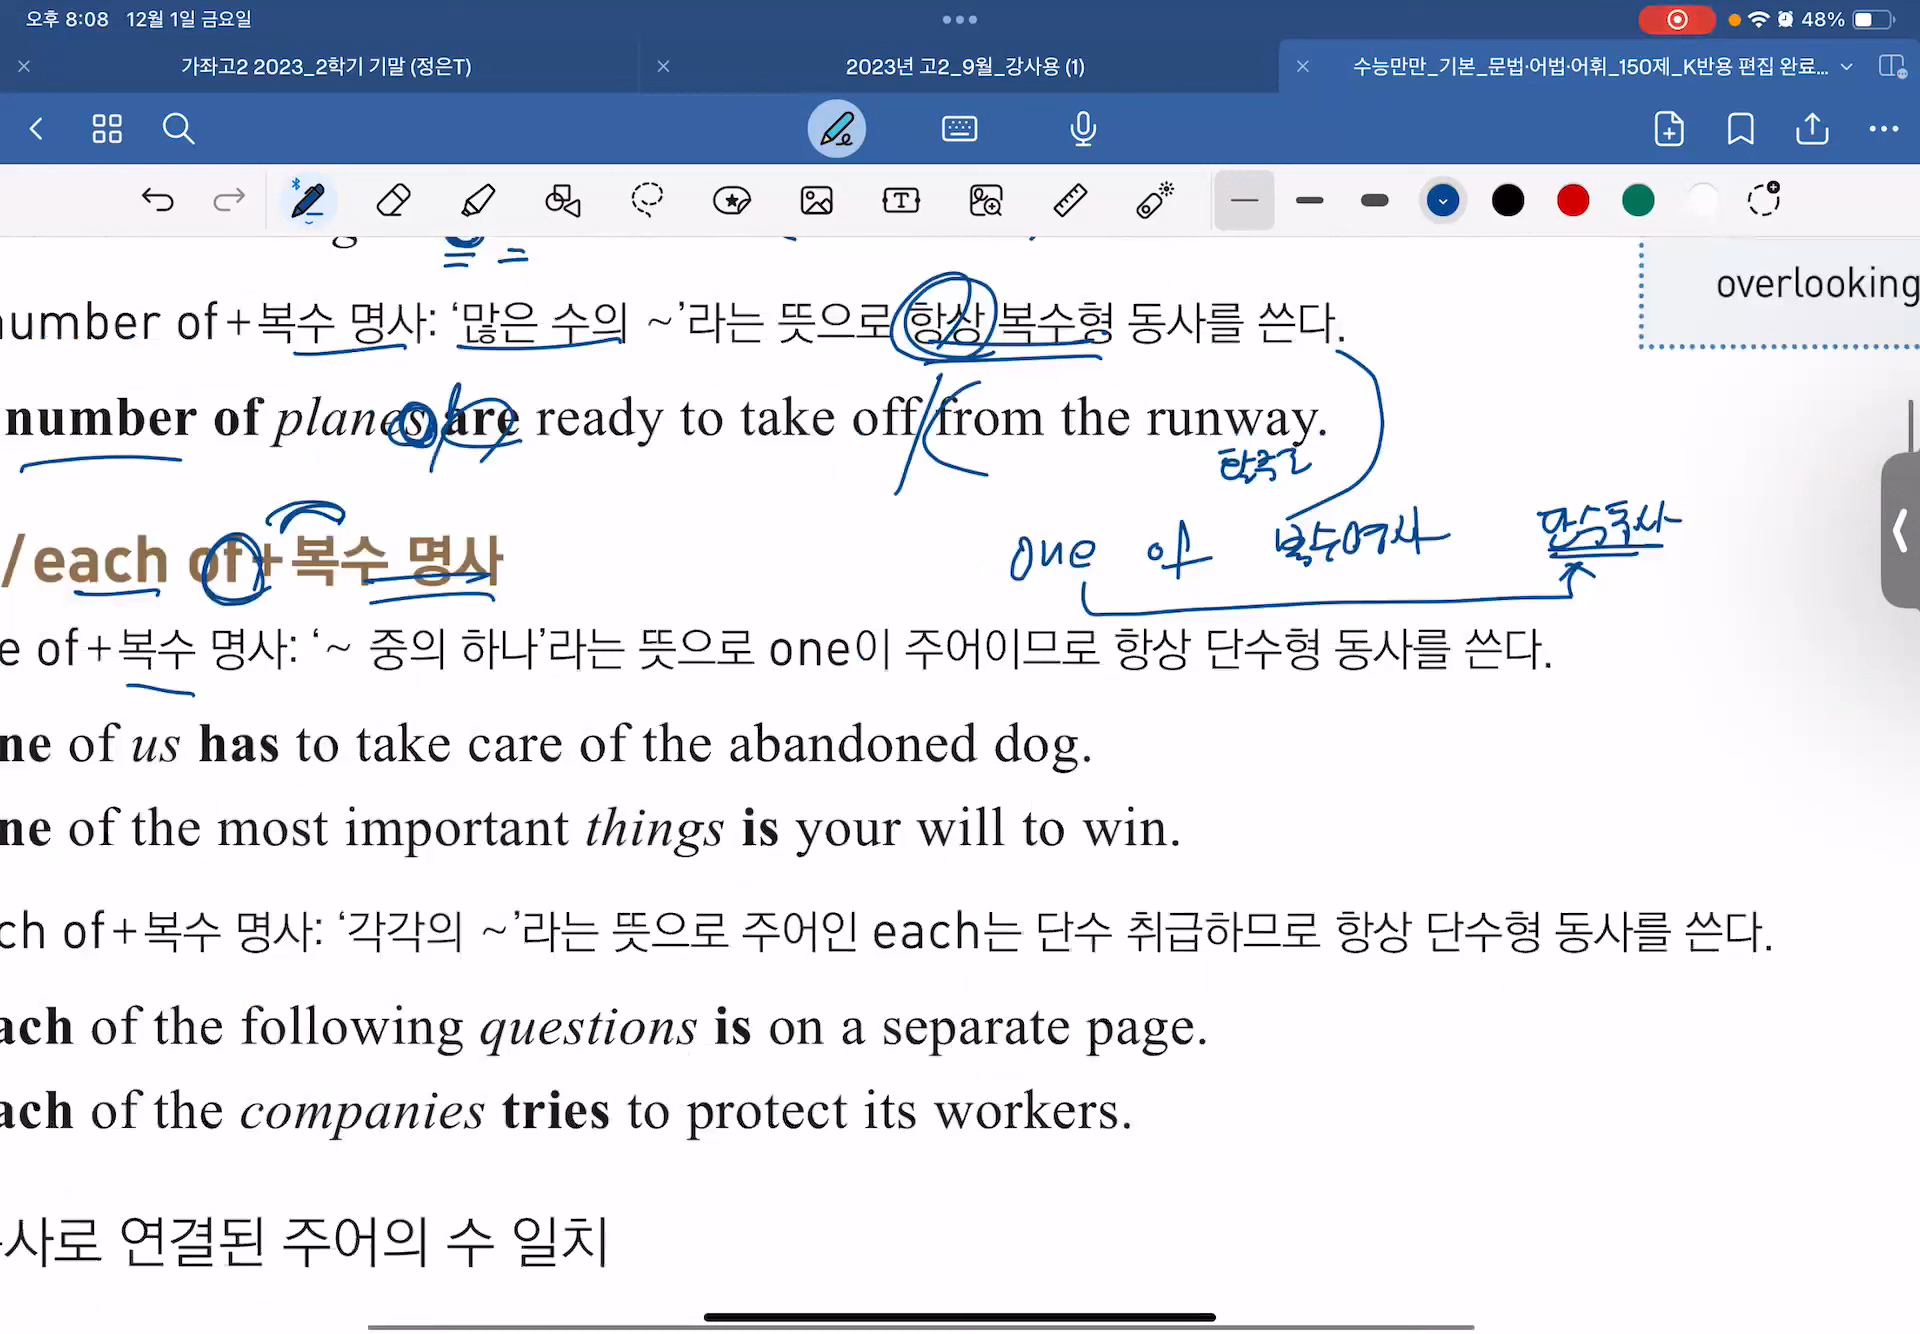 오후 8:08 12월 1일 금요일
48%
가좌고2 2023_2학기 기말 (정은T)
2023년 고2_9월_강사용 (1)
수능만만_기본_문법·어법·어휘_150제_K반용 편집 완료...
overlooking
number of+복수 명사: ‘많은 수의 ~’라는 뜻으로 항상 복수형 동사를 쓴다.
number of planes are ready to take off from the runway.
활주로
/each of+복수 명사
one of 복수명사 단수동사
e of+복수 명사: ‘~ 중의 하나’라는 뜻으로 one이 주어이므로 항상 단수형 동사를 쓴다.
ne of us has to take care of the abandoned dog.
ne of the most important things is your will to win.
ch of+복수 명사: ‘각각의 ~’라는 뜻으로 주어인 each는 단수 취급하므로 항상 단수형 동사를 쓴다.
ach of the following questions is on a separate page.
ach of the companies tries to protect its workers.
사로 연결된 주어의 수 일치